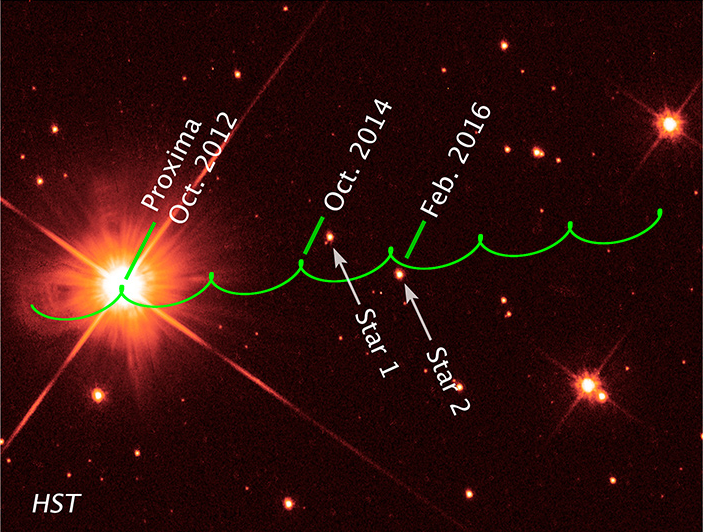 Proxima
Oct. 2012
Oct. 2014
Feb. 2016
Star 1
Star 2
HST